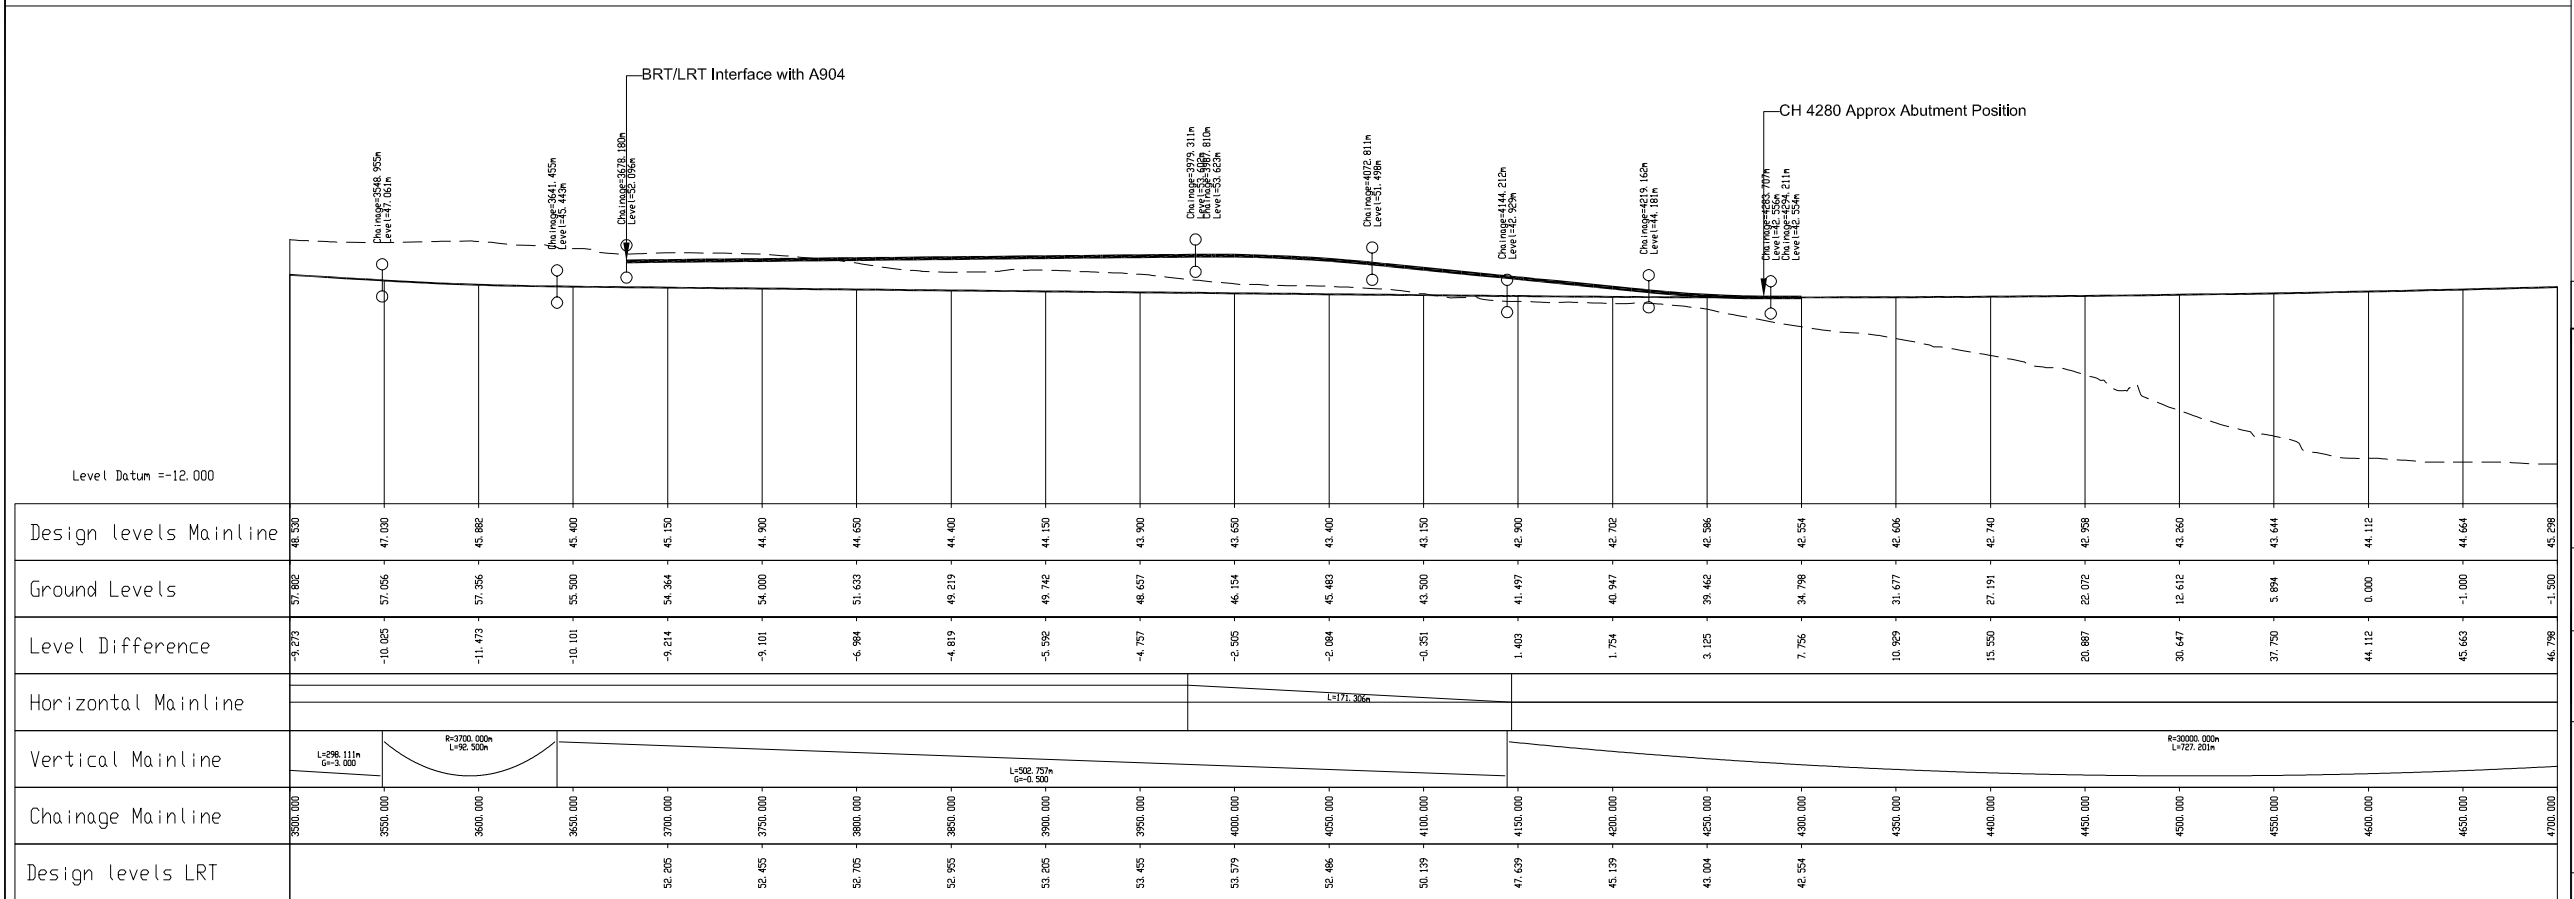 BRT/LRT Interface with A904
CH 4280 Approx Abutment Position
Chainage=3548.955m
Level=47.061m
Chainage=3641.455m
Level=45.443m
Chainage=3678.180m
Level=52.096m
Chainage=3979.311m
Level=53.602m
Chainage=3987.810m
Level=53.623m
Chainage=4072.811m
Level=51.498m
Chainage=4144.212m
Level=42.929m
Chainage=4219.162m
Level=44.181m
Chainage=4283.707m
Level=42.556m
Chainage=4294.211m
Level=42.554m
Level Datum =-12.000
Design levels Mainline 48.530 47.030 45.882 45.400 45.150 44.900 44.650 44.400 44.150 43.900 43.650 43.400 43.150 42.900 42.702 42.586 42.554 42.606 42.740 42.958 43.260 43.644 44.112 44.664 45.298
Ground Levels 57.802 57.056 57.356 55.500 54.364 54.000 51.633 49.219 49.742 48.657 46.154 45.483 43.500 41.497 40.947 39.462 34.798 31.677 27.191 22.072 12.612 5.894 0.000 -1.000 -1.500
Level Difference -9.273 -10.025 -11.473 -10.101 -9.214 -9.101 -6.984 -4.819 -5.592 -4.757 -2.505 -2.084 -0.351 1.403 1.754 3.125 7.756 10.929 15.550 20.887 30.647 37.750 44.112 45.663 46.798
Horizontal Mainline L=171.306m
Vertical Mainline
L=298.111m
G=-3.000
R=3700.000m
L=92.500m
L=502.757m
G=-0.500
R=30000.000m
L=727.201m
Chainage Mainline 3500.000 3550.000 3600.000 3650.000 3700.000 3750.000 3800.000 3850.000 3900.000 3950.000 4000.000 4050.000 4100.000 4150.000 4200.000 4250.000 4300.000 4350.000 4400.000 4450.000 4500.000 4550.000 4600.000 4650.000 4700.000
Design levels LRT 52.205 52.455 52.705 52.955 53.205 53.455 53.579 52.486 50.139 47.639 45.139 43.004 42.554